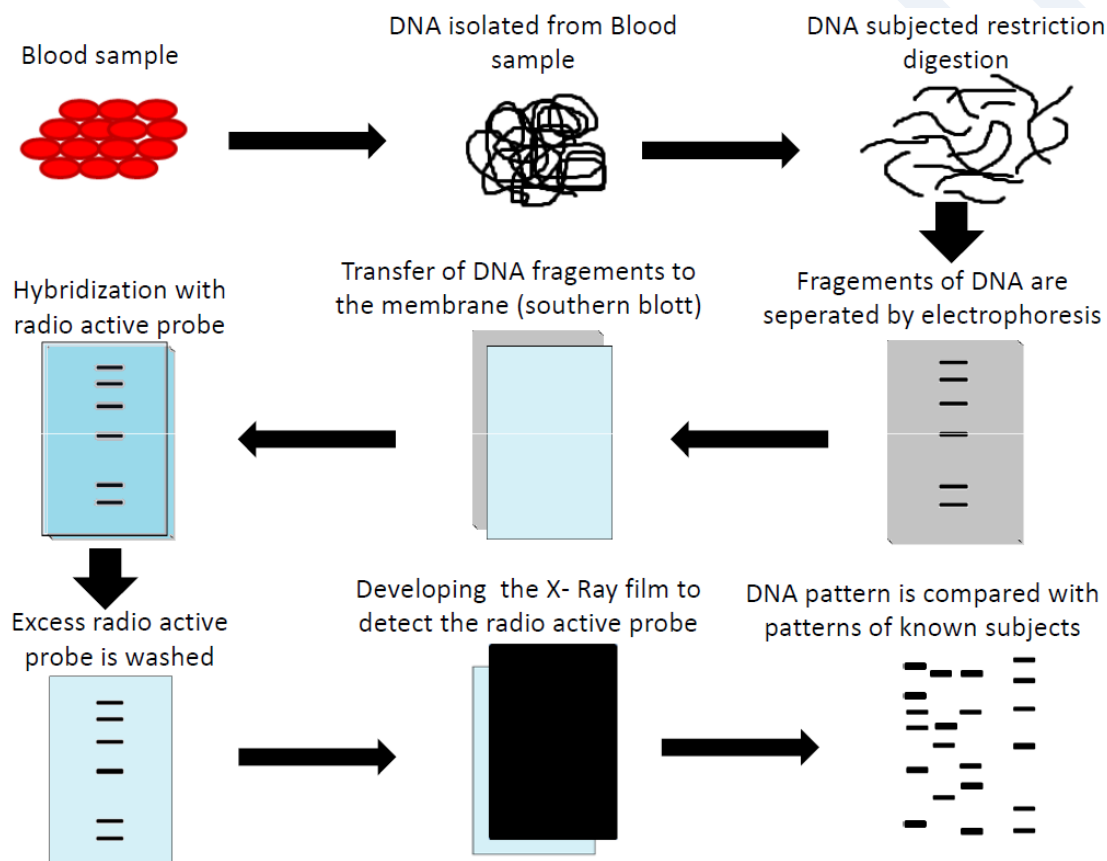 Blood sample
DNA isolated from Blood
sample
DNA subjected restriction
digestion
Fragements of DNA are
seperated by electrophoresis
Transfer of DNA fragements to
the membrane (southern blott)
Hybridization with
radio active probe
Excess radio active
probe is washed
Developing the X- Ray film to
detect the radio active probe
DNA pattern is compared with
patterns of known subjects